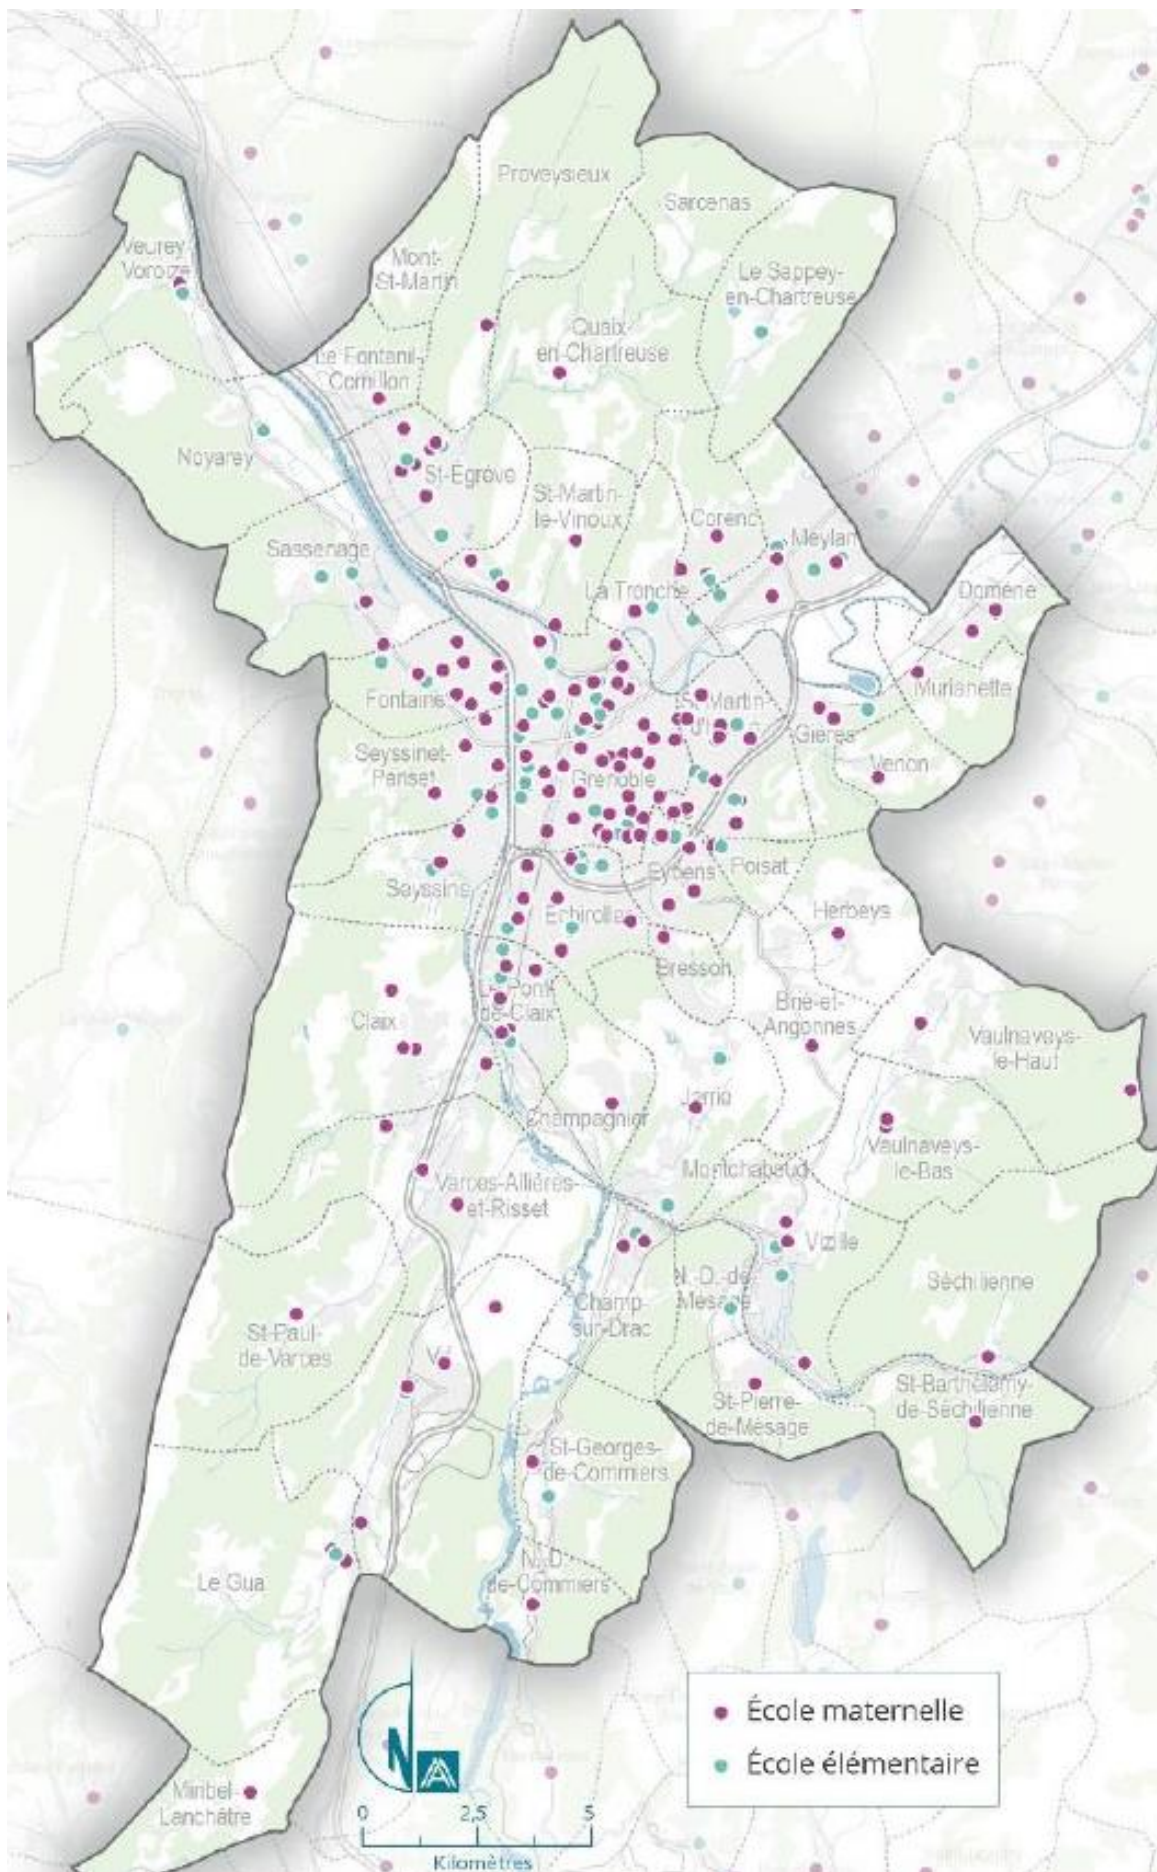 Proveysieux
Sarcenas
Veurey
Voroize
Mont-
St-Martin
Le Sappey-
en-Chartreuse
Quaix-
en-Chartreuse
Le Fontanil-
Cornillon
Noyarey
St-Egrève
St-Martin-
le-Vinoux
Corenc
Meylan
Sassenage
La Tronche
Domène
Fontaine
St-Martin-
Murianette
Gières
Seyssinet-
Pariset
Grenoble
Venon
Seyssins
Eybens
Poisat
Echirolles
Herbeys
Bresson
Claix
Le Pont-
de-Claix
Brié-et-
Angonnes
Vaulnaveys-
le-Haut
Champagnier
Jarrie
Vaulnaveys-
le-Bas
Montchaboud
Varces-Allières-
et-Risset
Vizille
N.-D.-de-
Mésage
Séchilienne
Champ-
sur-Drac
St-Paul-
de-Varces
St-Barthélemy-
de-Séchilienne
St-Pierre-
de-Mésage
St-Georges-
de-Commiers
Le Gua
N.-D.-
de-Commiers
Miribel-
Lanchâtre
N
0 2,5 5
Kilomètres
École maternelle
École élémentaire